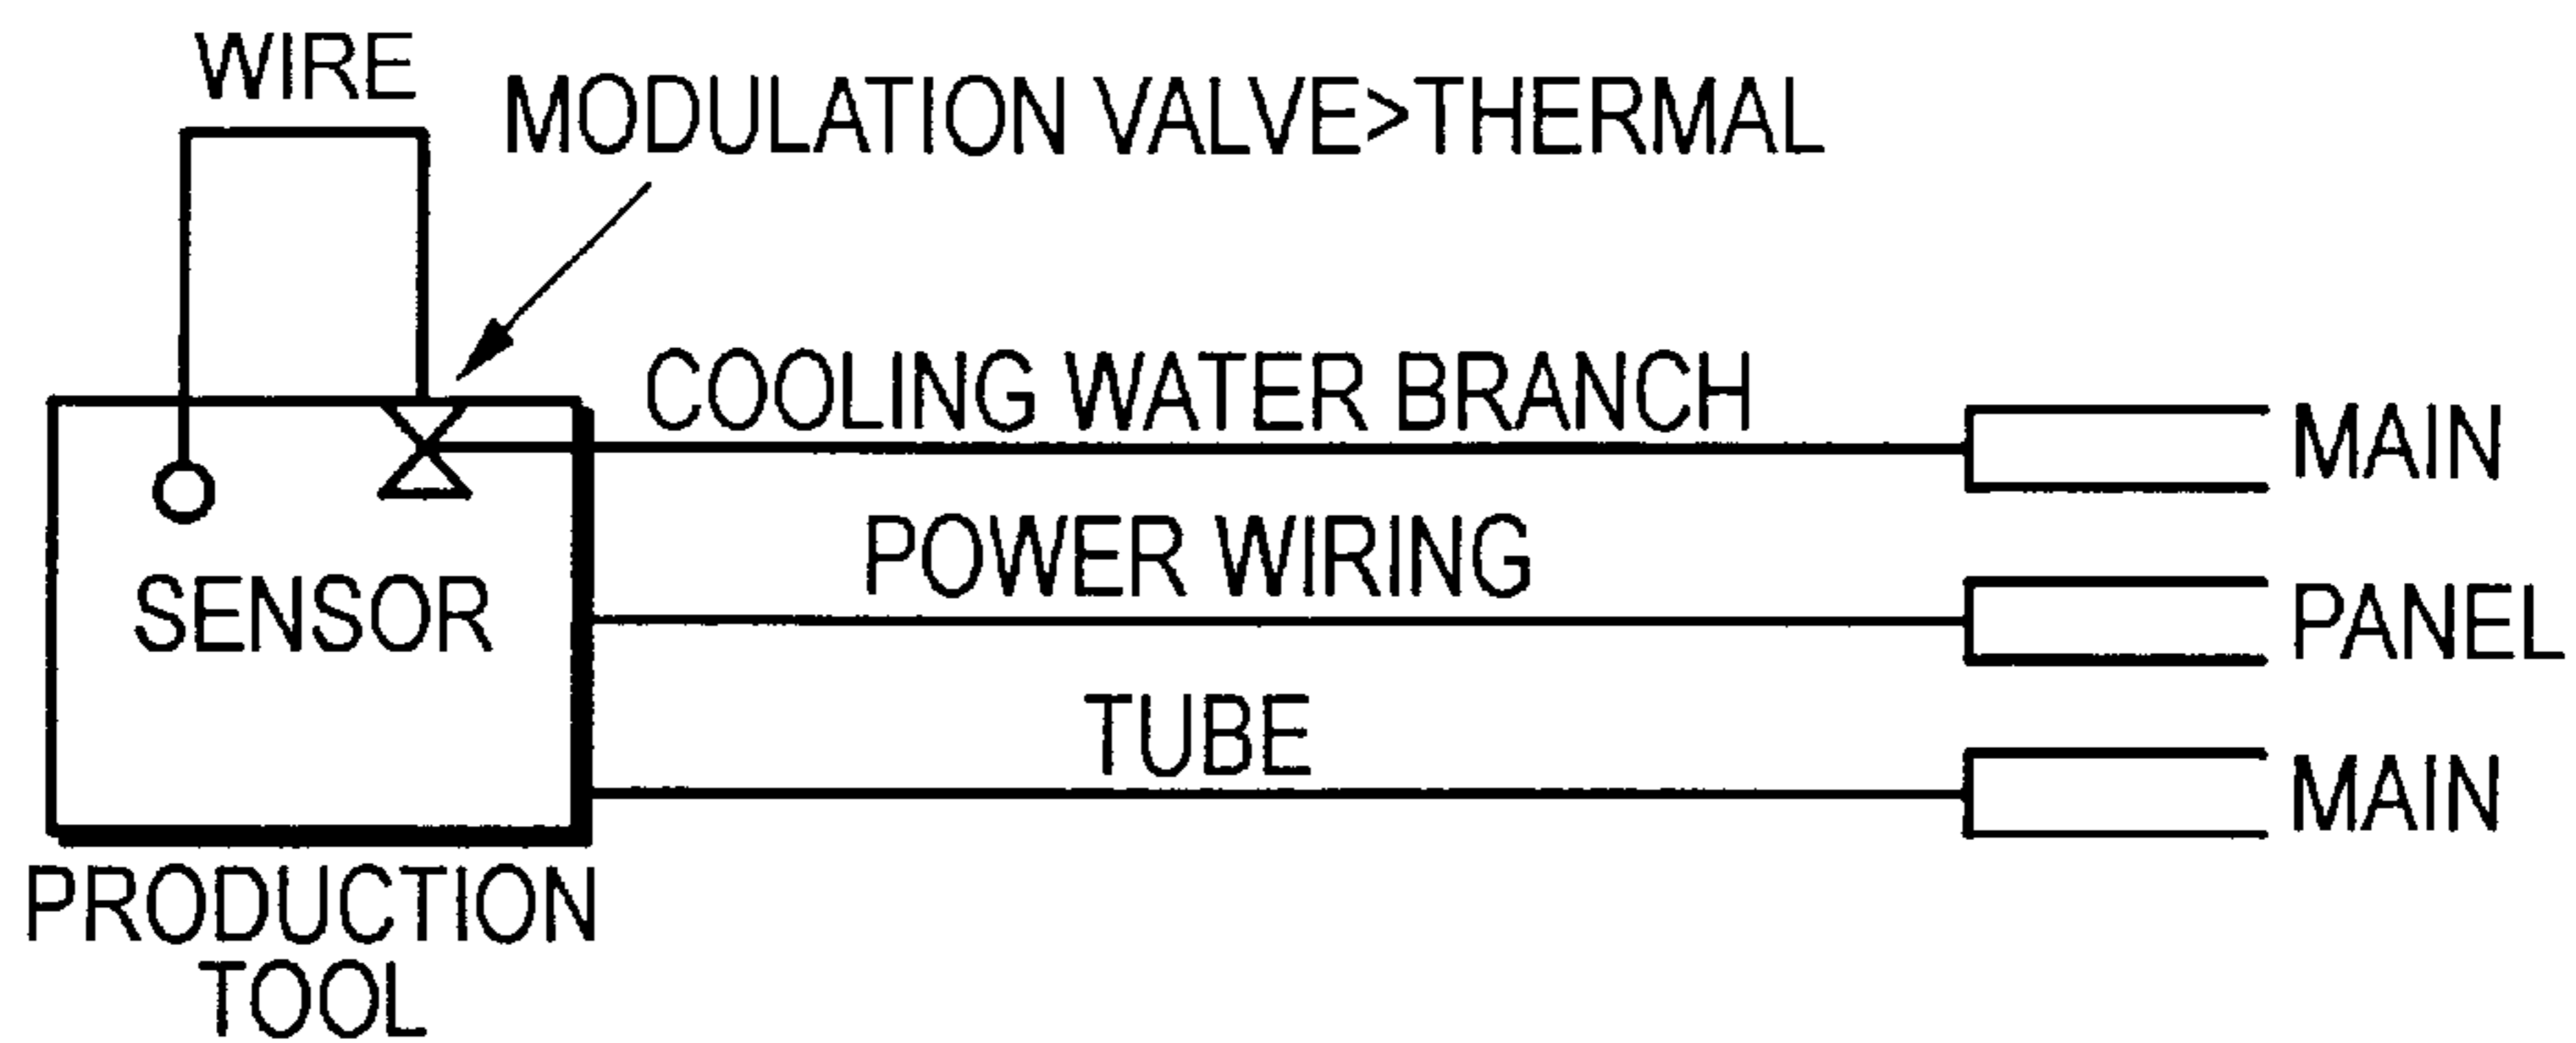 WIRE
MODULATION VALVE>THERMAL
COOLING WATER BRANCH
MAIN
POWER WIRING
PANEL
SENSOR
TUBE
MAIN
PRODUCTION
TOOL